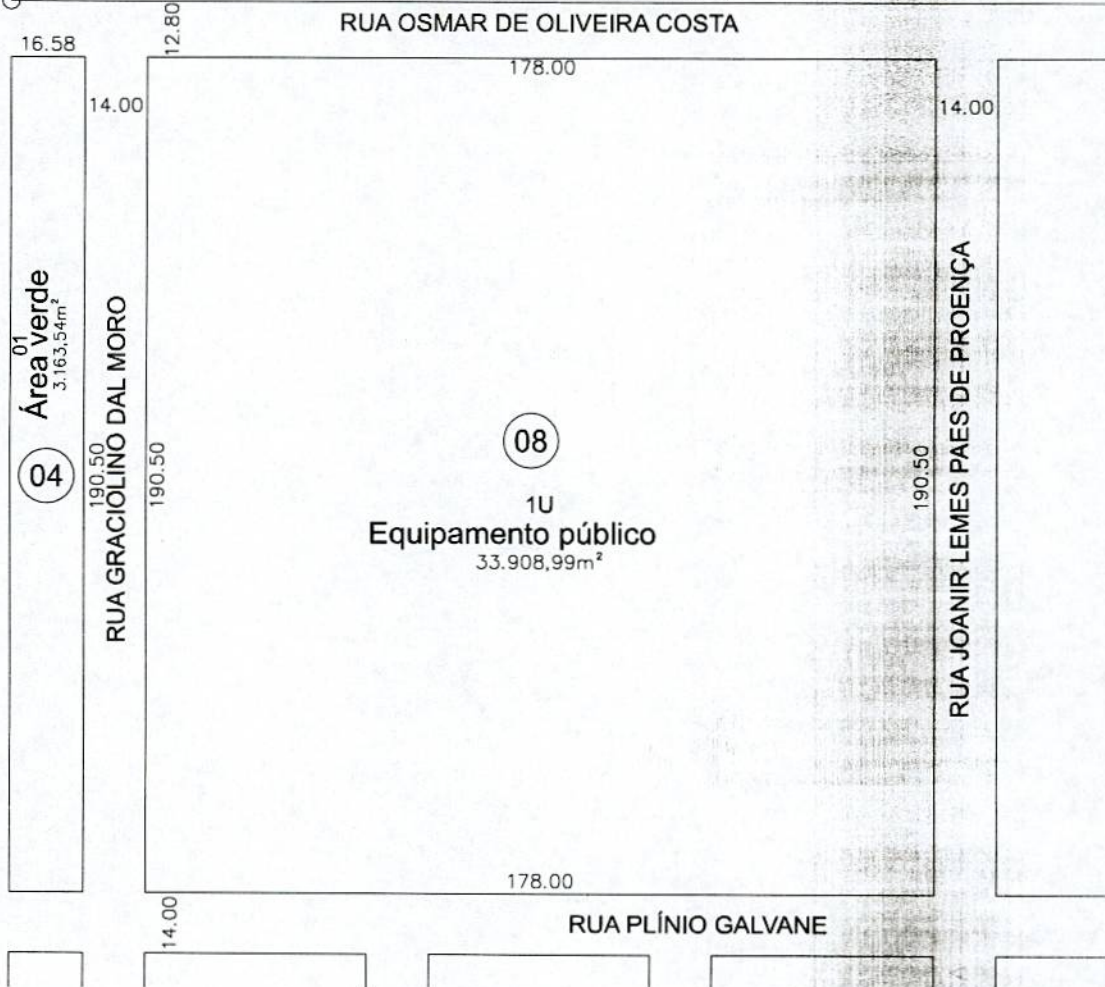 RUA OSMAR DE OLIVEIRA COSTA
16.58
12.80
178.00
14.00
14.00
01
Área verde
3.163,54m²
04
190.50
RUA GRACIOLINO DAL MORO
190.50
08
1U
Equipamento público
33.908,99m²
190.50
RUA JOANIR LEMES PAES DE PROENÇA
178.00
14.00
RUA PLÍNIO GALVANE